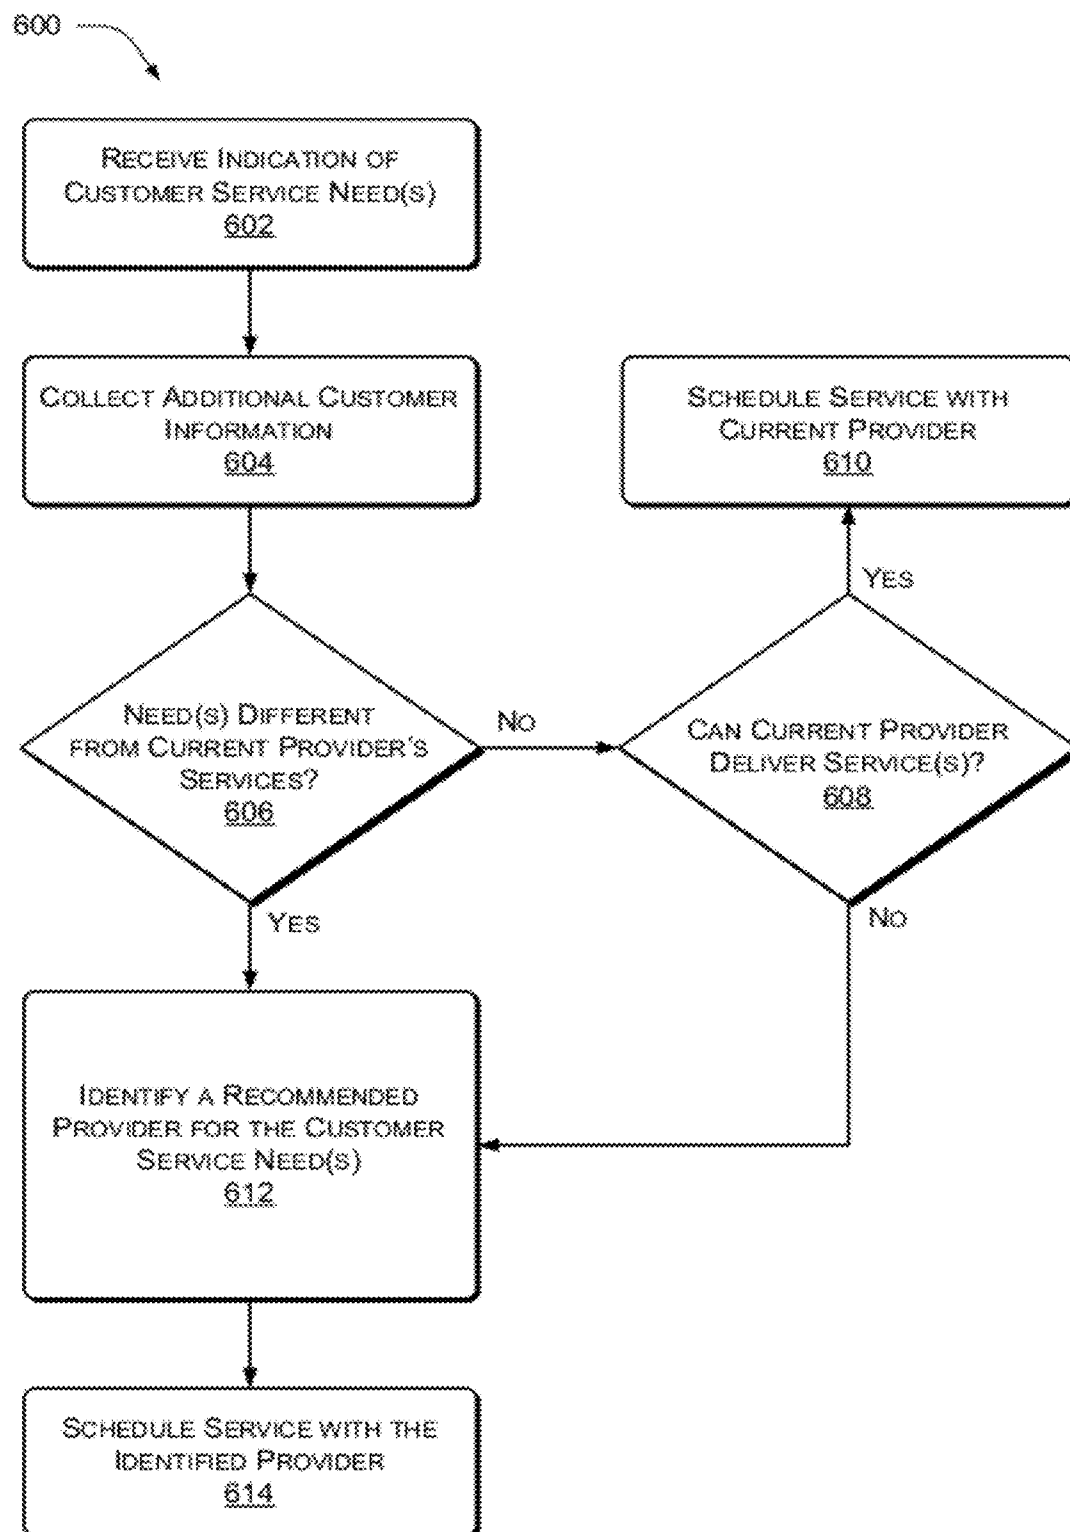 600
RECEIVE INDICATION OF
CUSTOMER SERVICE NEED(S)
602
COLLECT ADDITIONAL CUSTOMER
INFORMATION
604
SCHEDULE SERVICE WITH
CURRENT PROVIDER
610
YES
NEED(S) DIFFERENT
FROM CURRENT PROVIDER'S
SERVICES?
606
NO
CAN CURRENT PROVIDER
DELIVER SERVICE(S)?
608
YES
NO
IDENTIFY A RECOMMENDED
PROVIDER FOR THE CUSTOMER
SERVICE NEED(S)
612
SCHEDULE SERVICE WITH THE
IDENTIFIED PROVIDER
614